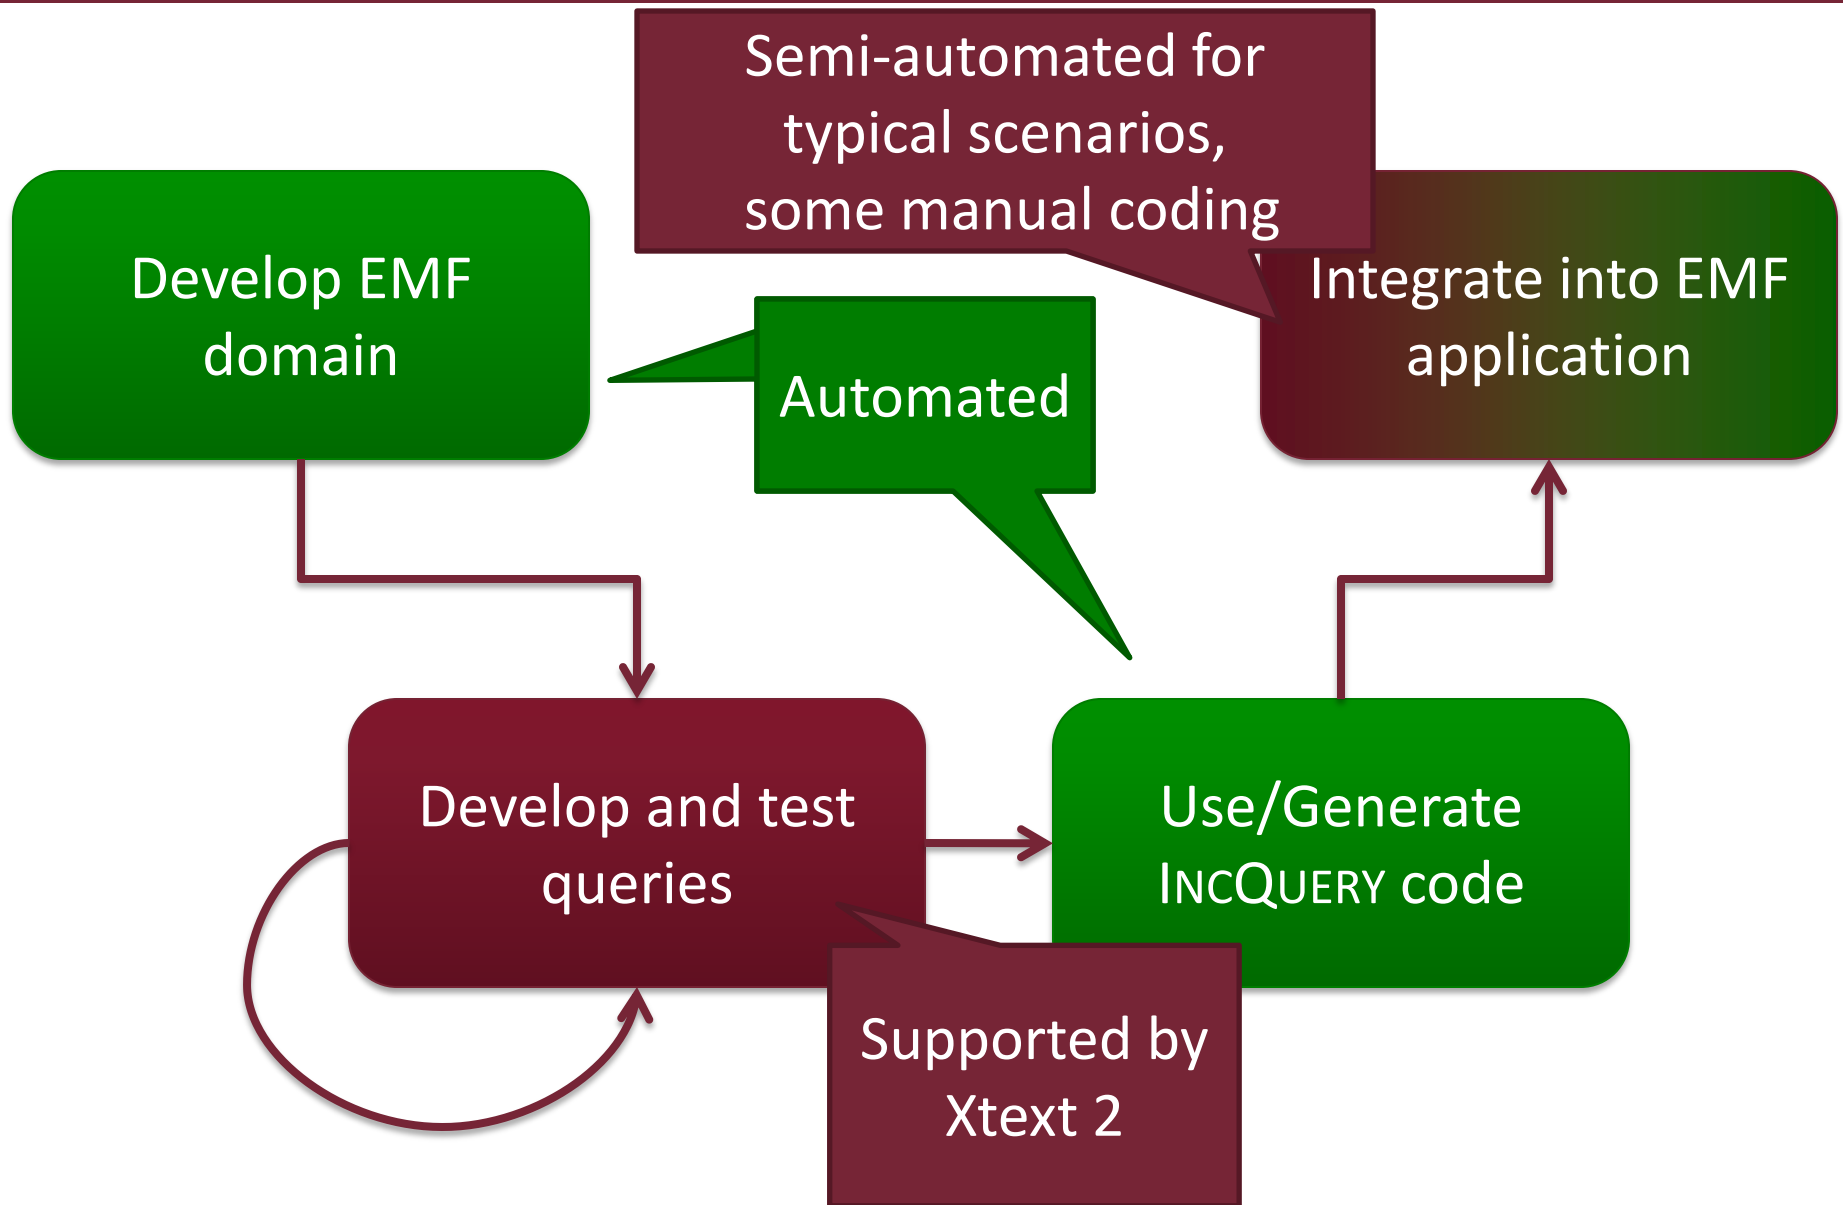 Semi-automated for
typical scenarios,
some manual coding
Develop EMF
domain
Automated
Integrate into EMF
application
Develop and test
queries
Use/Generate
INCQUERY code
Supported by
Xtext 2